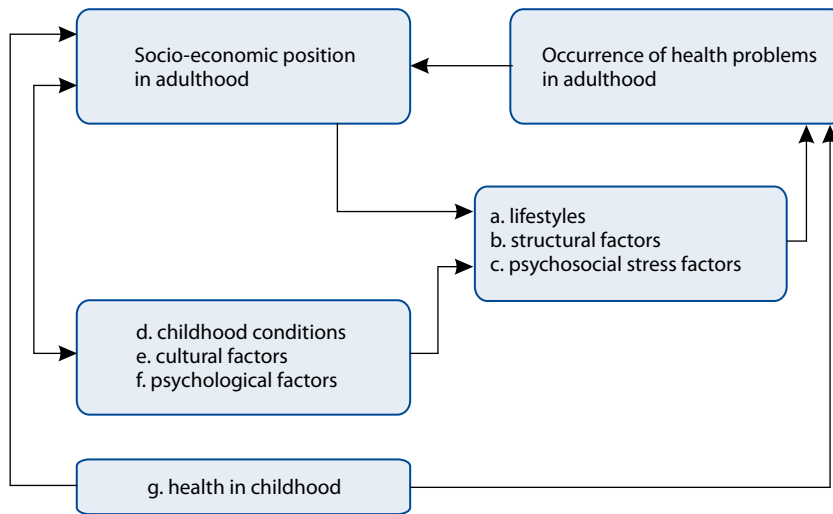 Socio-economic position
in adulthood
Occurrence of health problems
in adulthood
a. lifestyles
b. structural factors
c. psychosocial stress factors
d. childhood conditions
e. cultural factors
f. psychological factors
g. health in childhood